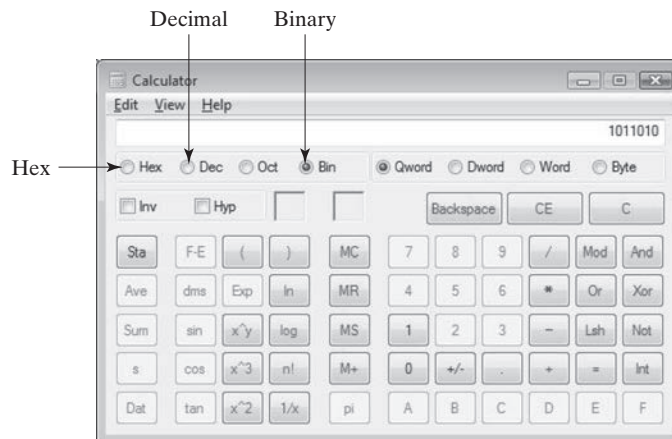 Decimal Binary
Calculator
Edit View Help
1011010
Hex
Hex Dec Oct Bin Qword Dword Word Byte
Inv Hyp Backspace CE C
Sta F-E ( ) MC 7 8 9 / Mod And
Ave dms Exp ln MR 4 5 6 * Or Xor
Sum sin x^y log MS 1 2 3 - Lsh Not
s cos x^3 n! M+ 0 +/- . + = Int
Dat tan x^2 1/x pi A B C D E F